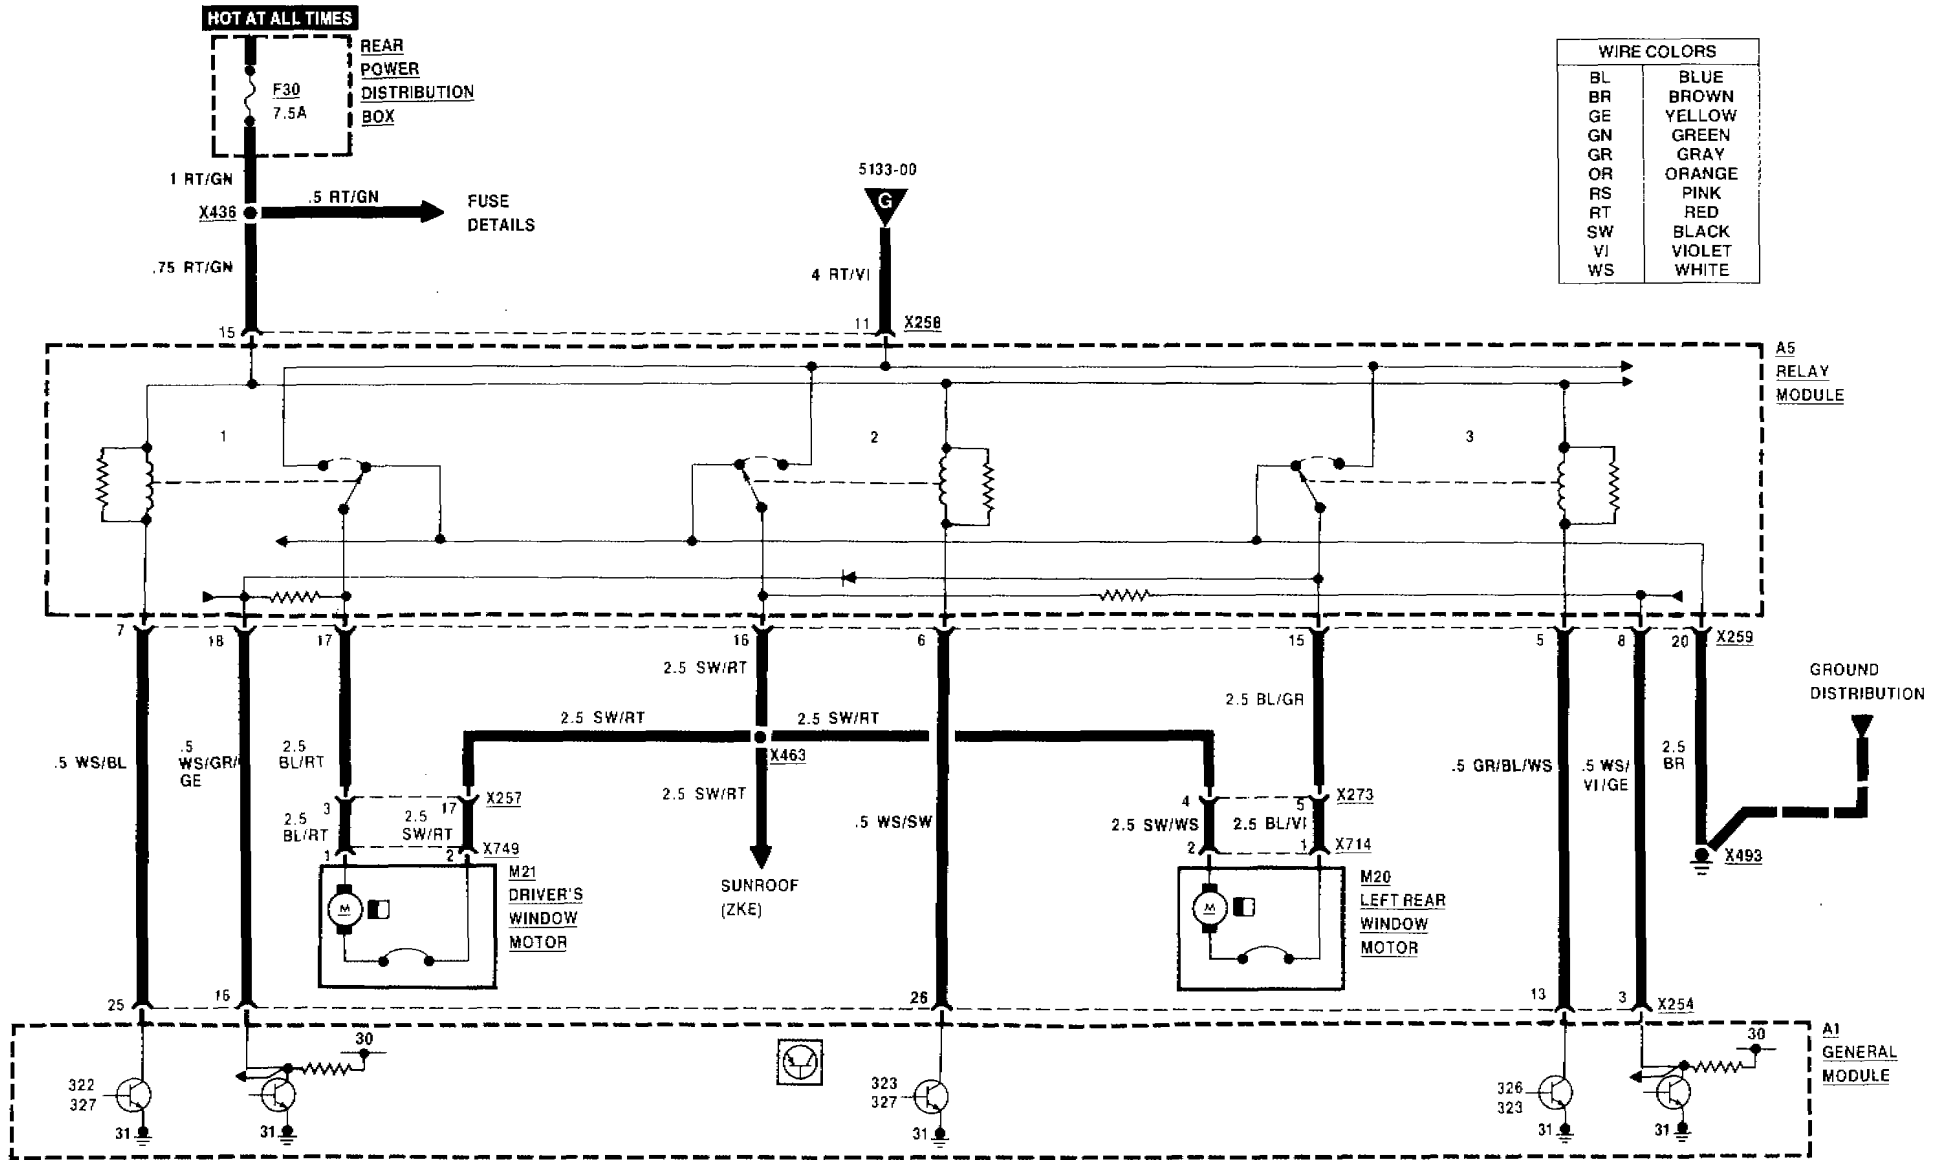 HOT AT ALL TIMES
REAR
POWER
DISTRIBUTION
BOX
F30
7.5A
1 RT/GN
X436
.5 RT/GN
FUSE
DETAILS
.75 RT/GN
5133-00
G
4 RT/VI
WIRE COLORS
BL BLUE
BR BROWN
GE YELLOW
GN GREEN
GR GRAY
OR ORANGE
RS PINK
RT RED
SW BLACK
VI VIOLET
WS WHITE
15
11
X258
A5
RELAY
MODULE
1
2
3
7
18
17
16
6
15
5
8
20
X259
2.5 SW/RT
2.5 BL/GR
GROUND
DISTRIBUTION
2.5 SW/RT
2.5 SW/RT
X463
.5 WS/BL
.5
WS/GR/
GE
2.5
BL/RT
2.5 SW/RT
.5 GR/BL/WS
.5 WS/
VI/GE
2.5
BR
3
17
X257
4
5
X273
2.5
BL/RT
2.5
SW/RT
.5 WS/SW
2.5 SW/WS
2.5 BL/VI
1
2
X749
2
1
X714
X493
M21
DRIVER'S
WINDOW
MOTOR
M
SUNROOF
(ZKE)
M20
LEFT REAR
WINDOW
MOTOR
M
25
16
26
13
3
X254
30
30
A1
GENERAL
MODULE
322
327
323
327
326
323
31
31
31
31
31